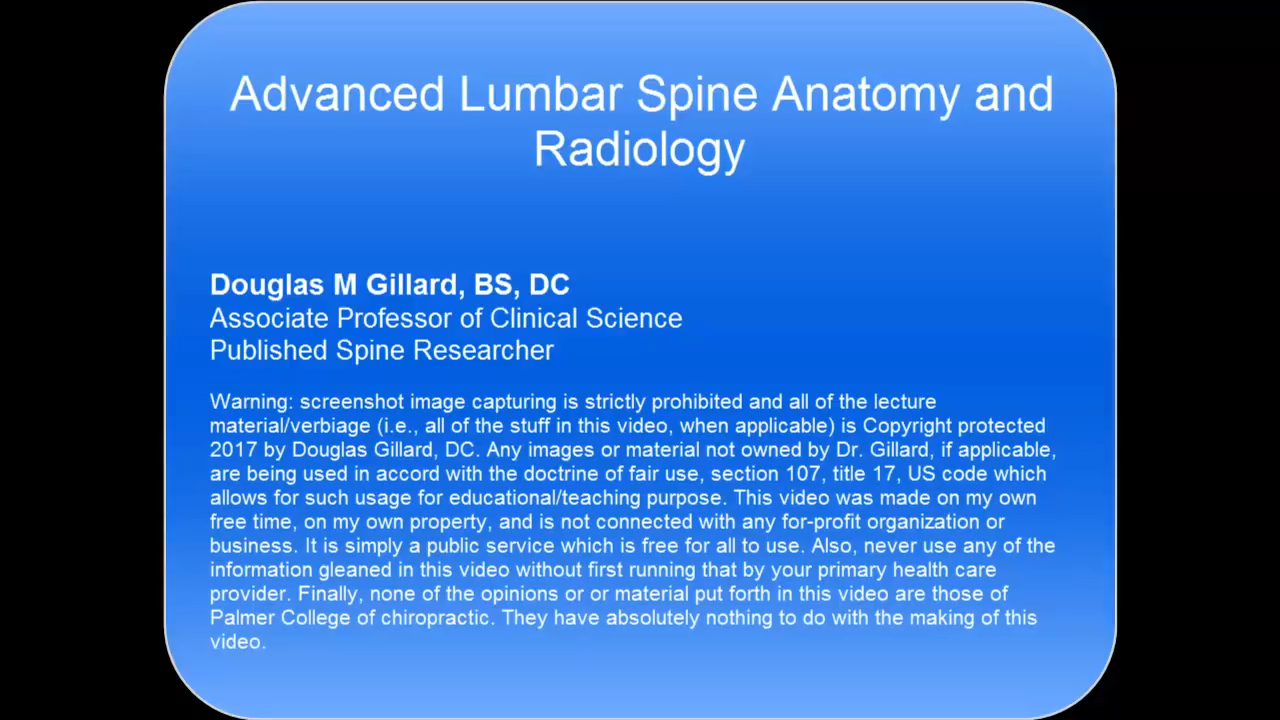 Advanced Lumbar Spine Anatomy and
Radiology
Douglas M Gillard, BS, DC
Associate Professor of Clinical Science
Published Spine Researcher
Warning: screenshot image capturing is strictly prohibited and all of the lecture
material/verbiage (i.e., all of the stuff in this video, when applicable) is Copyright protected
2017 by Douglas Gillard, DC. Any images or material not owned by Dr. Gillard, if applicable,
are being used in accord with the doctrine of fair use, section 107, title 17, US code which
allows for such usage for educational/teaching purpose. This video was made on my own
free time, on my own property, and is not connected with any for-profit organization or
business. It is simply a public service which is free for all to use. Also, never use any of the
information gleaned in this video without first running that by your primary health care
provider. Finally, none of the opinions or or material put forth in this video are those of
Palmer College of chiropractic. They have absolutely nothing to do with the making of this
video.